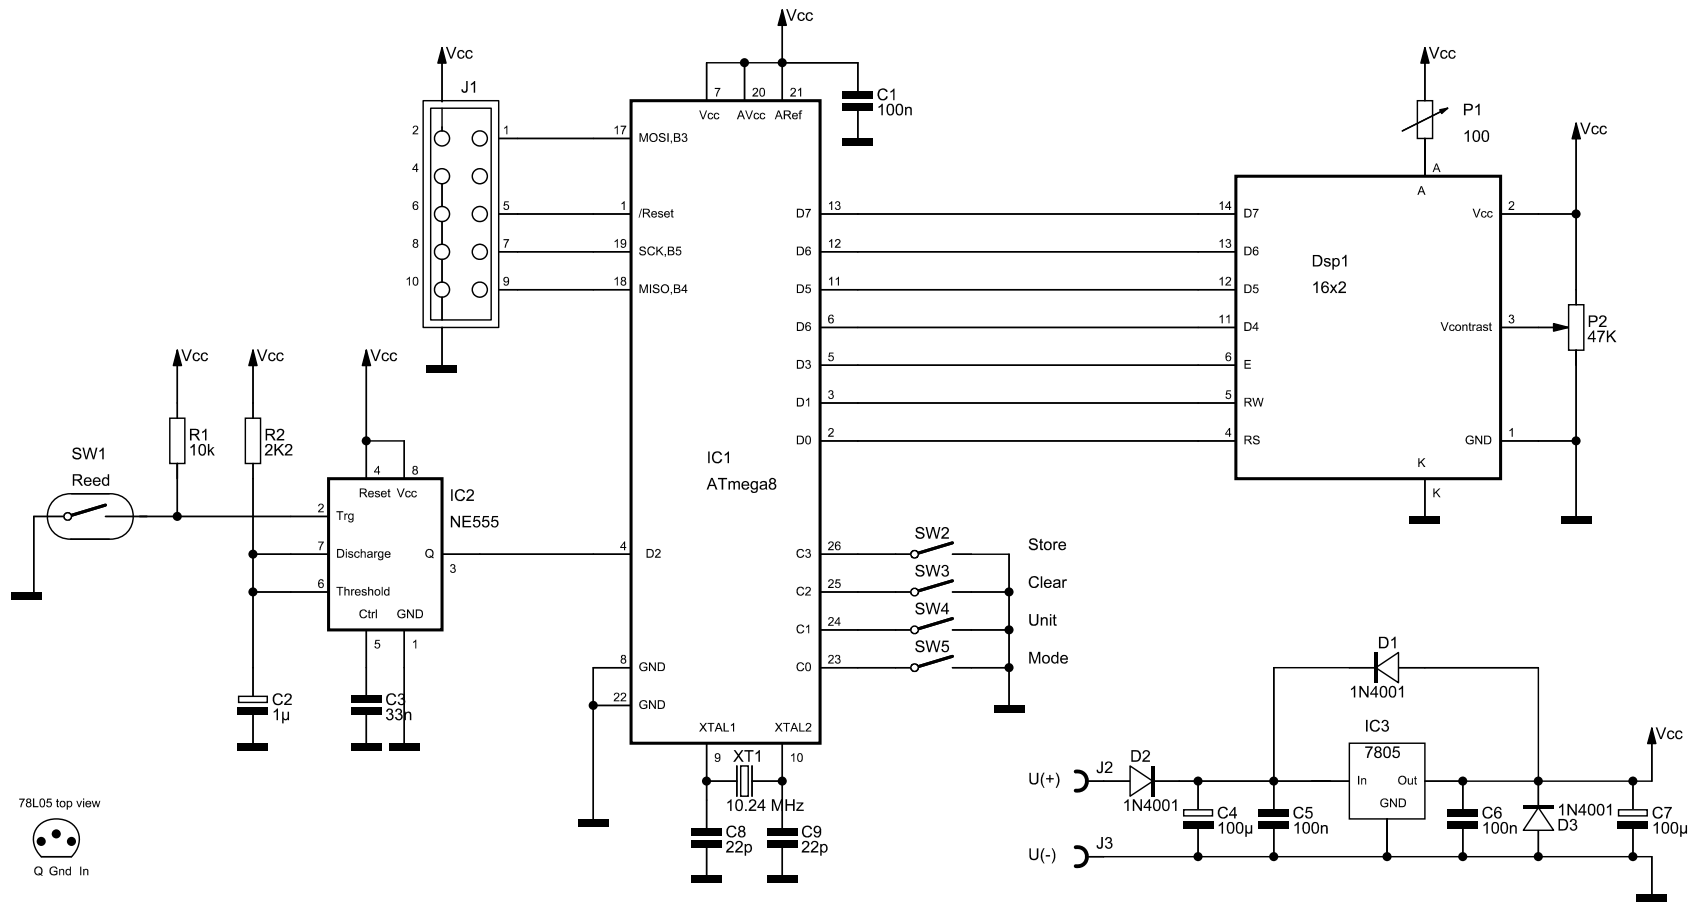 Vcc
Vcc
J1
2
1
4
6
5
8
7
10
9
7
20
21
Vcc
AVcc
ARef
C1
100n
17
MOSI,B3
1
/Reset
19
SCK,B5
18
MISO,B4
D7
13
D6
12
D5
11
D6
6
D3
5
D1
3
D0
2
IC1
ATmega8
Vcc
P1
100
A
A
Vcc
14
D7
13
D6
12
D5
11
D4
6
E
5
RW
4
RS
Dsp1
16x2
Vcc
2
Vcontrast
3
GND
1
P2
47K
K
K
Vcc
Vcc
Vcc
R1
10k
R2
2K2
SW1
Reed
4
8
Reset
Vcc
IC2
NE555
2
Trg
7
Discharge
Q
3
6
Threshold
Ctrl
GND
5
1
C2
1µ
C3
33n
4
D2
8
GND
22
GND
C3
26
SW2
Store
C2
25
SW3
Clear
C1
24
SW4
Unit
C0
23
SW5
Mode
XTAL1
XTAL2
9
XT1
10
10.24 MHz
C8
22p
C9
22p
D1
1N4001
IC3
7805
In
Out
GND
Vcc
U(+)
J2
D2
1N4001
C4
100µ
C5
100n
C6
100n
1N4001
D3
C7
100µ
U(-)
J3
78L05 top view
Q Gnd In